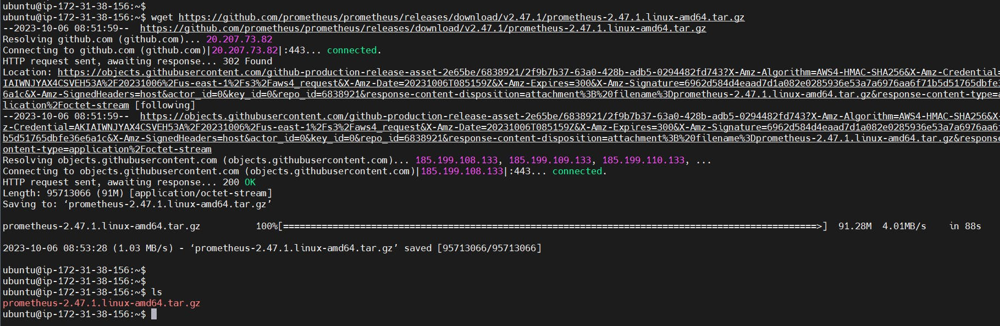 ubuntu@ip-172-31-38-156:~$
ubuntu@ip-172-31-38-156:~$ wget https://github.com/prometheus/prometheus/releases/download/v2.47.1/prometheus-2.47.1.linux-amd64.tar.gz
--2023-10-06 08:51:59--  https://github.com/prometheus/prometheus/releases/download/v2.47.1/prometheus-2.47.1.linux-amd64.tar.gz
Resolving github.com (github.com)... 20.207.73.82
Connecting to github.com (github.com)|20.207.73.82|:443... connected.
HTTP request sent, awaiting response... 302 Found
Location: https://objects.githubusercontent.com/github-production-release-asset-2e65be/6838921/2f9b7b37-63a0-428b-adb5-0294482fd743?X-Amz-Algorithm=AWS4-HMAC-SHA256&X-Amz-Credential=
IAIWNJYAX4CSVEH53A%2F20231006%2Fus-east-1%2Fs3%2Faws4_request&X-Amz-Date=20231006T085159Z&X-Amz-Expires=300&X-Amz-Signature=6962d584d4eaad7d1a082e0285936e53a7a6976aa6f71b5d51765dbfe3
6a1c&X-Amz-SignedHeaders=host&actor_id=0&key_id=0&repo_id=6838921&response-content-disposition=attachment%3B%20filename%3Dprometheus-2.47.1.linux-amd64.tar.gz&response-content-type=a
lication%2Foctet-stream [following]
--2023-10-06 08:51:59--  https://objects.githubusercontent.com/github-production-release-asset-2e65be/6838921/2f9b7b37-63a0-428b-adb5-0294482fd743?X-Amz-Algorithm=AWS4-HMAC-SHA256&X-
z-Credential=AKIAIWNJYAX4CSVEH53A%2F20231006%2Fus-east-1%2Fs3%2Faws4_request&X-Amz-Date=20231006T085159Z&X-Amz-Expires=300&X-Amz-Signature=6962d584d4eaad7d1a082e0285936e53a7a6976aa6f
b5d51765dbfe36e6a1c&X-Amz-SignedHeaders=host&actor_id=0&key_id=0&repo_id=6838921&response-content-disposition=attachment%3B%20filename%3Dprometheus-2.47.1.linux-amd64.tar.gz&response
ontent-type=application%2Foctet-stream
Resolving objects.githubusercontent.com (objects.githubusercontent.com)... 185.199.108.133, 185.199.109.133, 185.199.110.133, ...
Connecting to objects.githubusercontent.com (objects.githubusercontent.com)|185.199.108.133|:443... connected.
HTTP request sent, awaiting response... 200 OK
Length: 95713066 (91M) [application/octet-stream]
Saving to: ‘prometheus-2.47.1.linux-amd64.tar.gz’
prometheus-2.47.1.linux-amd64.tar.gz          100%[=================================================================================================>]  91.28M  4.01MB/s    in 88s
2023-10-06 08:53:28 (1.03 MB/s) - ‘prometheus-2.47.1.linux-amd64.tar.gz’ saved [95713066/95713066]
ubuntu@ip-172-31-38-156:~$
ubuntu@ip-172-31-38-156:~$
ubuntu@ip-172-31-38-156:~$ ls
prometheus-2.47.1.linux-amd64.tar.gz
ubuntu@ip-172-31-38-156:~$